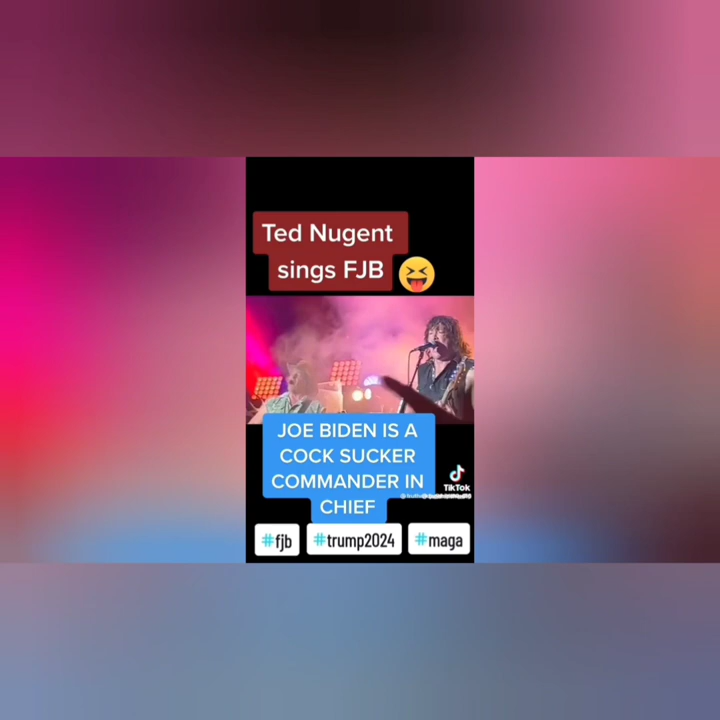 Ted Nugent
sings FJB
JOE BIDEN IS A
COCK SUCKER
COMMANDER IN
CHIEF
TikTok
#fjb #trump2024 #maga